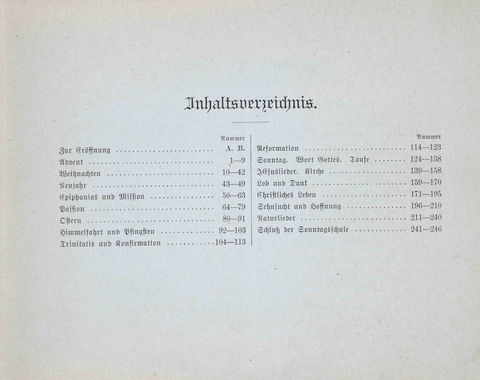 Inhaltsverzeichnis.
Nummer
Zur Eröffnung A. B.
Advent 1—9
Weihnachten 10—42
Neujahr 43—49
Epiphanias und Mission 50—63
Passion 64—79
Ostern 80—91
Himmelfahrt und Pfingsten 92—103
Trinitatis und Konfirmation 104—113
Nummer
Reformation 114—123
Sonntag. Wort Gottes. Taufe 124—138
JEsuslieder. Kirche 139—158
Lob und Dank 159—170
Christliches Leben 171—195
Sehnsucht und Hoffnung 196—210
Naturlieder 211—240
Schluß der Sonntagschule 241—246